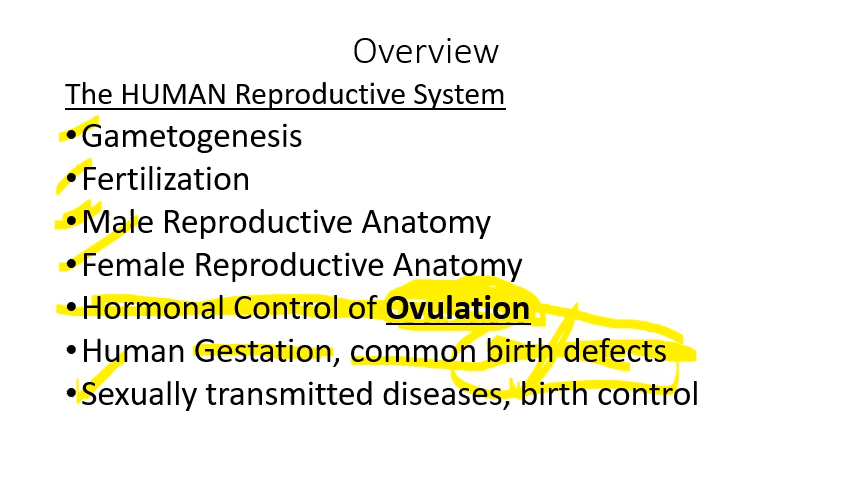 Overview
The HUMAN Reproductive System
•Gametogenesis
•Fertilization
•Male Reproductive Anatomy
•Female Reproductive Anatomy
•Hormonal Control of Ovulation
•Human Gestation, common birth defects
•Sexually transmitted diseases, birth control